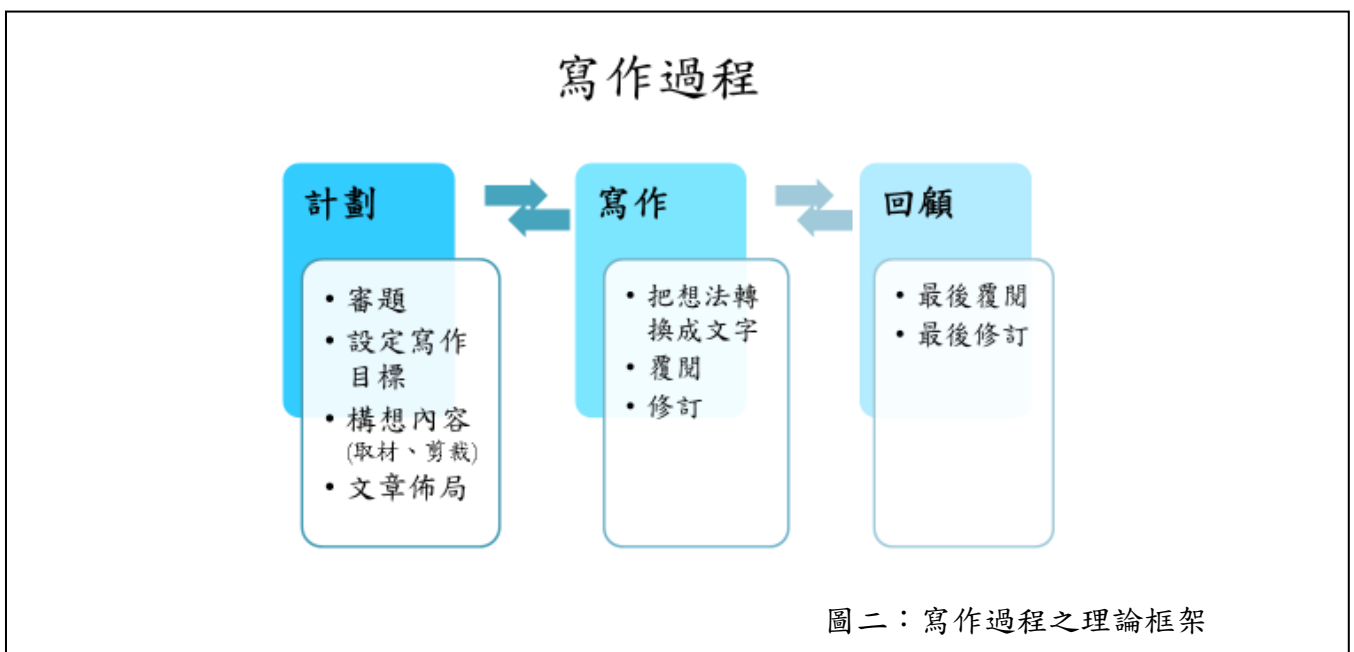 寫作過程
計劃
• 審題
• 設定寫作
目標
• 構想內容
(取材、剪裁)
• 文章佈局
寫作
• 把想法轉
換成文字
• 覆閱
• 修訂
回顧
• 最後覆閱
• 最後修訂
圖二：寫作過程之理論框架